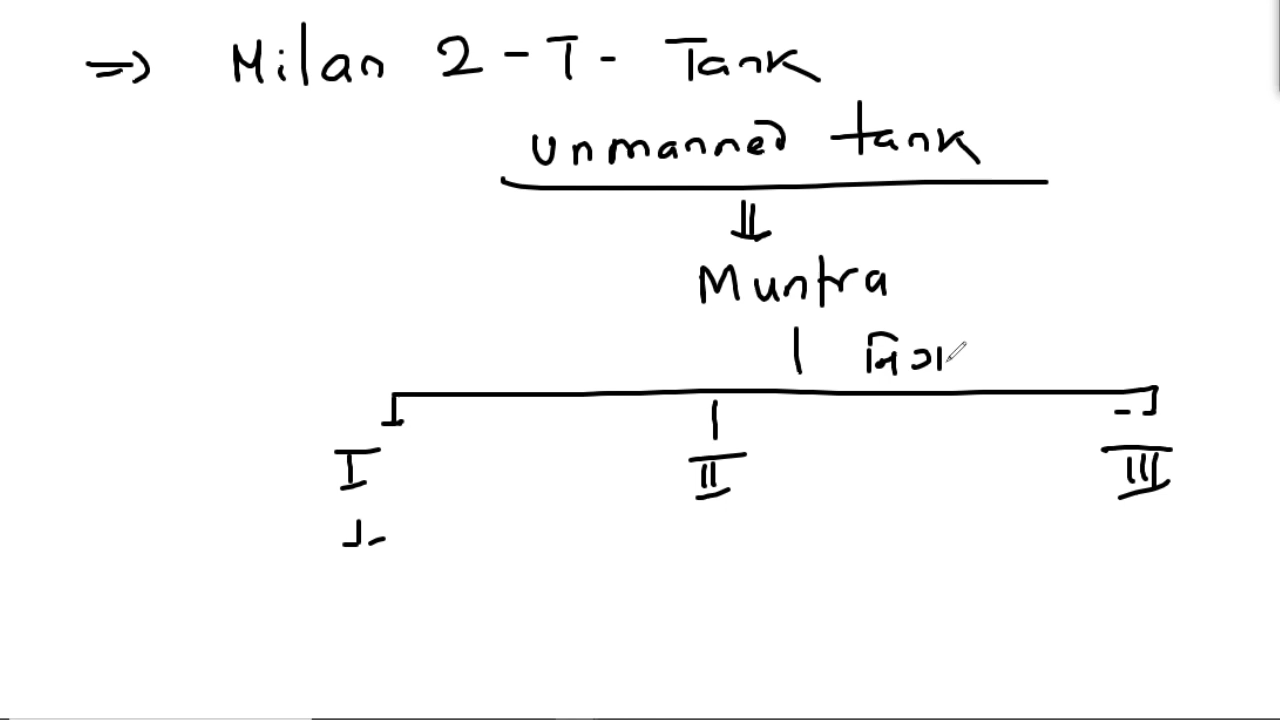 ⇒ Milan 2-T- Tank
unmanned tank
⇓
Muntra
I II III